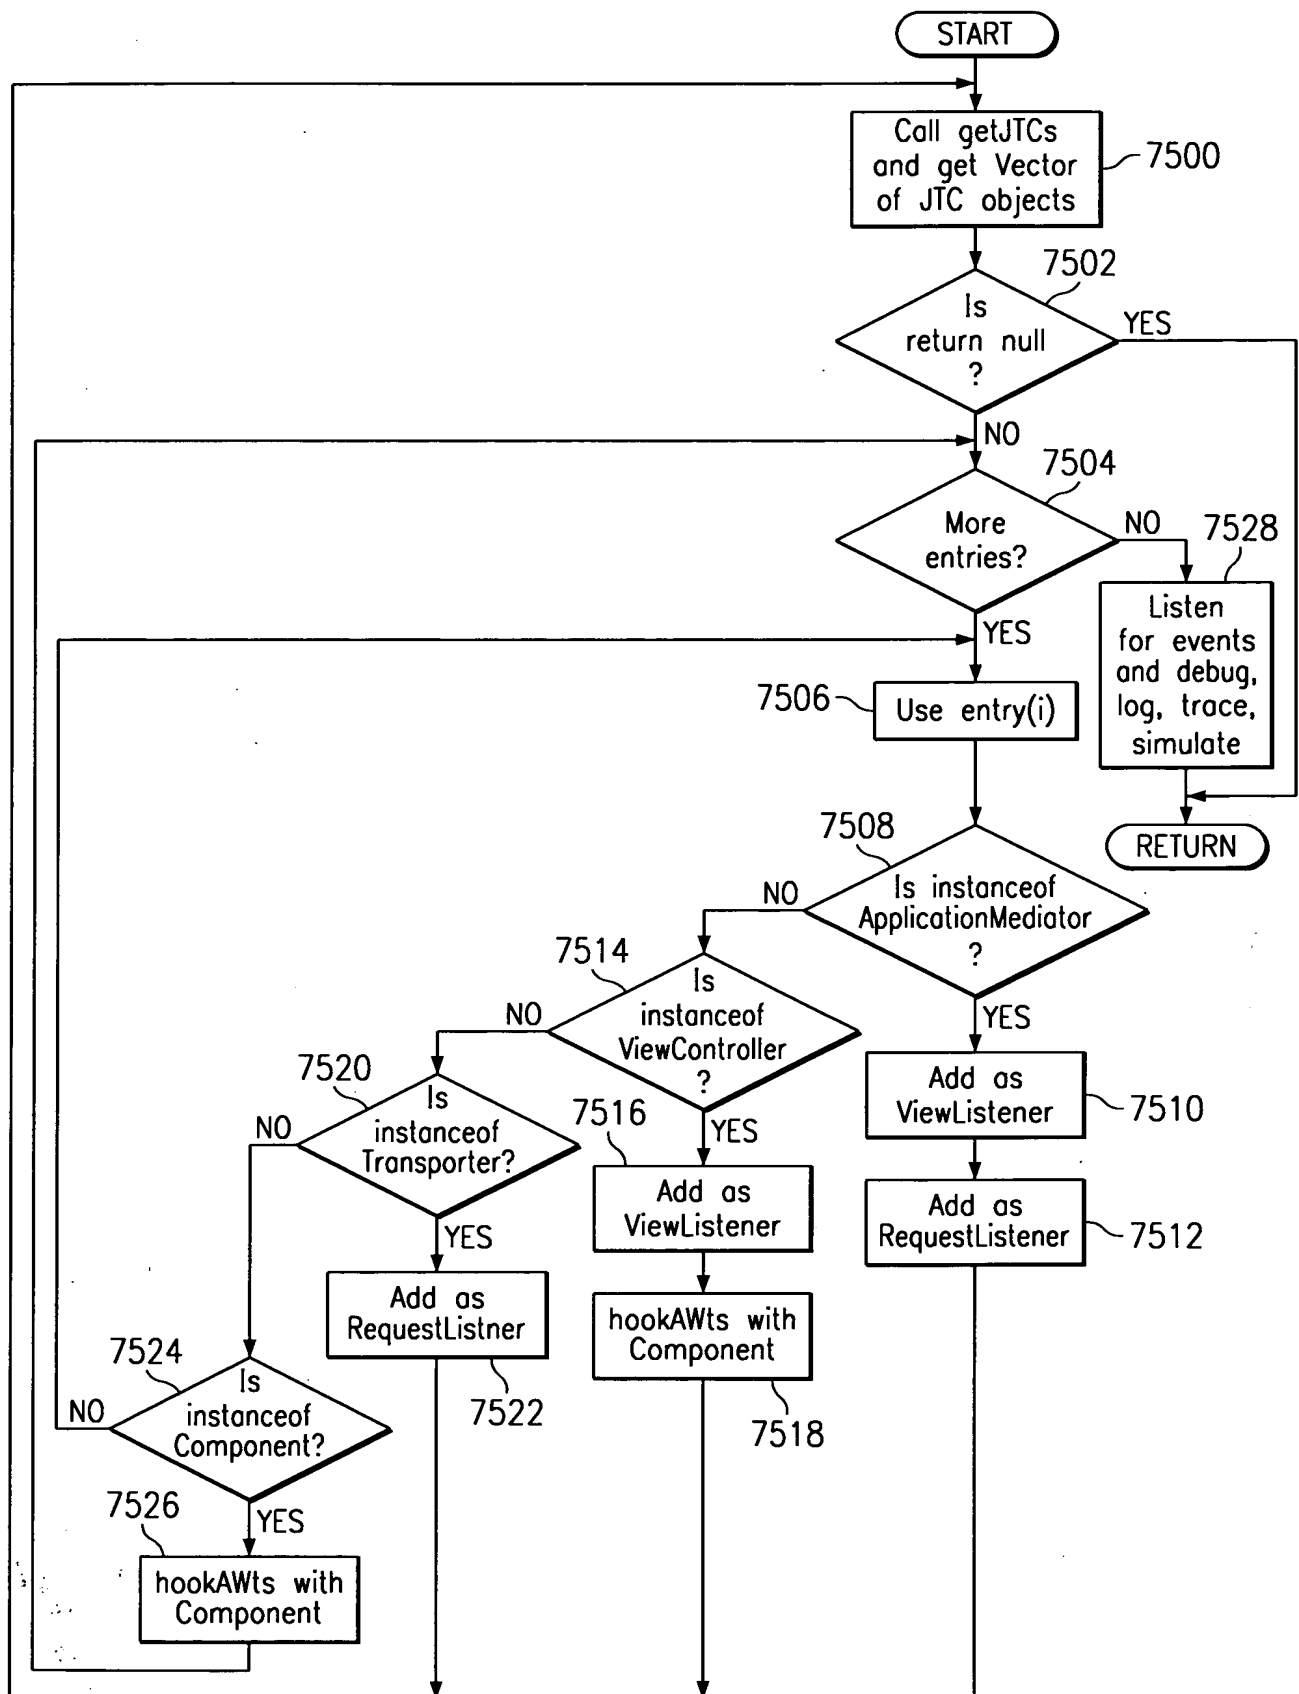 START
Call getJTCs
and get Vector
of JTC objects
7500
7502
Is
return null
?
YES
NO
7504
More
entries?
NO
7528
YES
Listen
for events
and debug,
log, trace,
simulate
7506
Use entry(i)
7508
RETURN
NO
Is instanceof
ApplicationMediator
?
7514
Is
instanceof
ViewController
?
NO
YES
7520
Is
instanceof
Transporter?
NO
7516
YES
Add as
ViewListener
7510
Add as
ViewListener
YES
Add as
RequestListener
7512
Add as
RequestListner
7522
hookAWts with
Component
7518
7524
Is
instanceof
Component?
NO
YES
7526
hookAWts with
Component